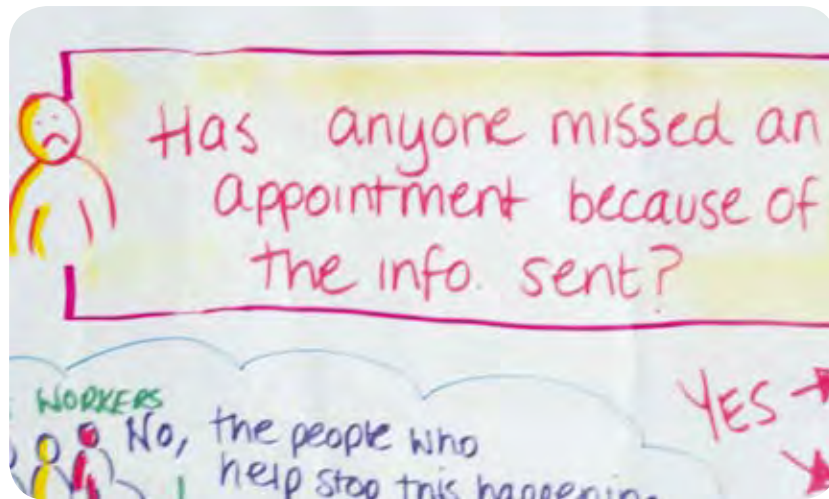 Has anyone missed an
appointment because of
the info. sent?
YES
WORKERS
No, the people who
help stop this happening